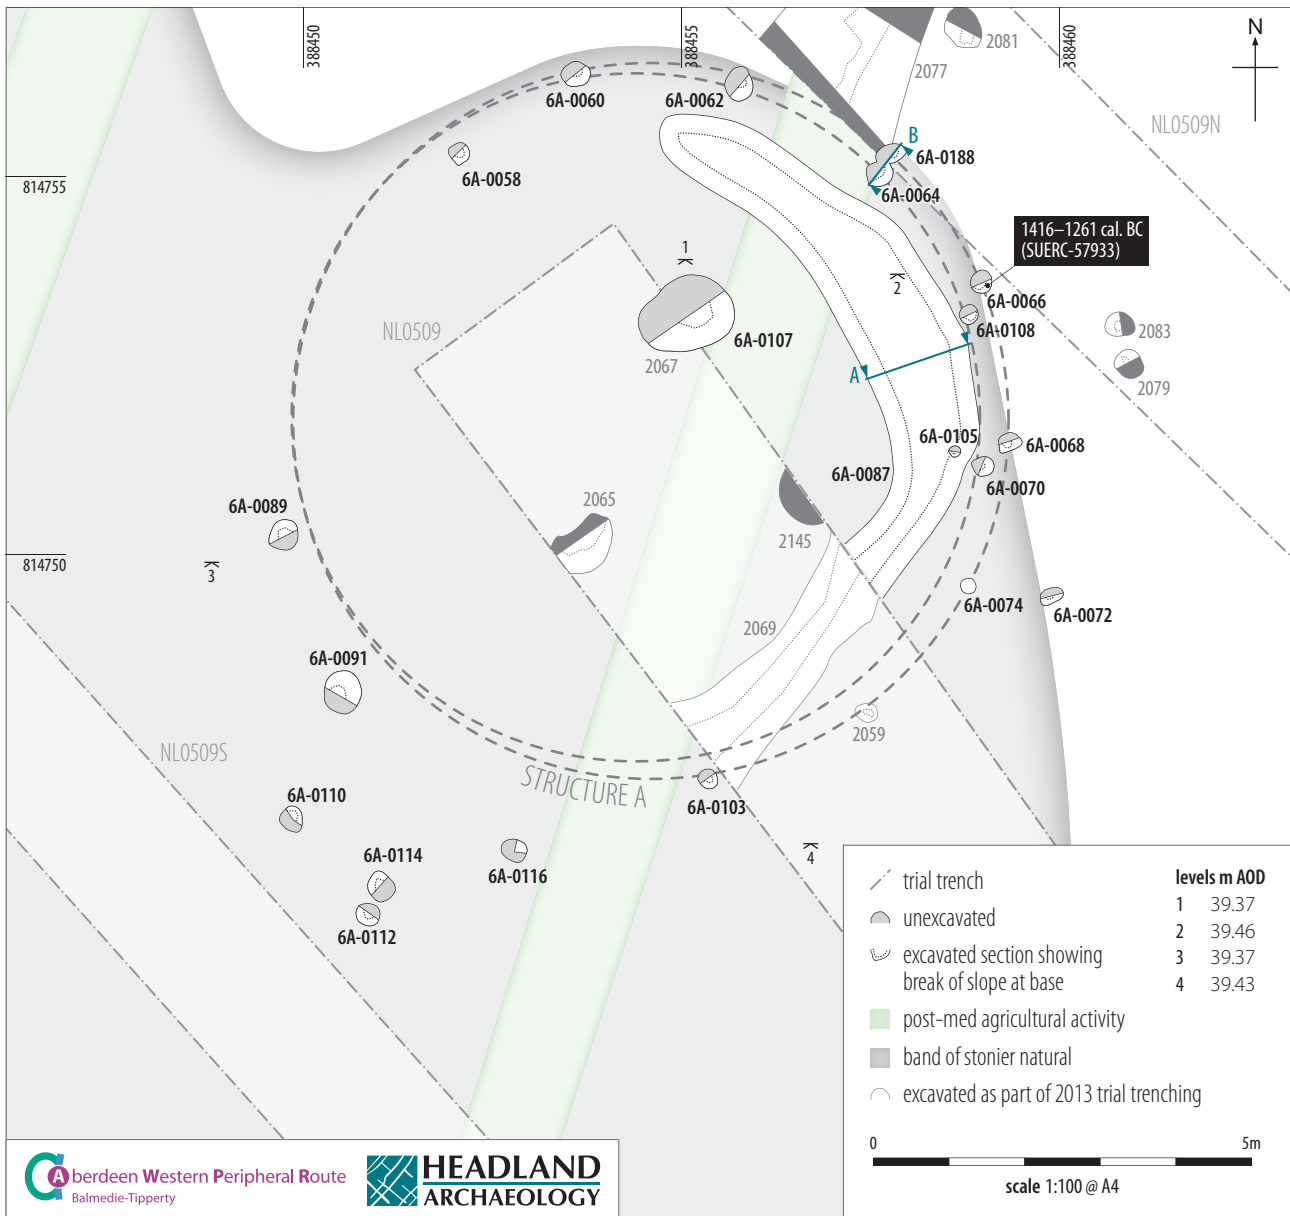 388450
388455
388460
N
2081
2077
6A-0060
6A-0062
NL0509N
B
6A-0188
6A-0058
814755
6A-0064
1416–1261 cal. BC
(SUERC-57933)
1
2
6A-0066
NL0509
6A-0108
2083
6A-0107
2067
A
2079
6A-0105
6A-0068
6A-0087
6A-0070
6A-0089
2065
2145
814750
3
6A-0074
6A-0072
2069
6A-0091
2059
NL0509S
STRUCTURE A
6A-0110
6A-0103
6A-0114
6A-0116
4
6A-0112
trial trench
unexcavated
excavated section showing
break of slope at base
post-med agricultural activity
band of stonier natural
excavated as part of 2013 trial trenching
levels m AOD
1 39.37
2 39.46
3 39.37
4 39.43
0 5m
scale 1:100 @ A4
Aberdeen Western Peripheral Route
Balmedie-Tipperty
HEADLAND
ARCHAEOLOGY